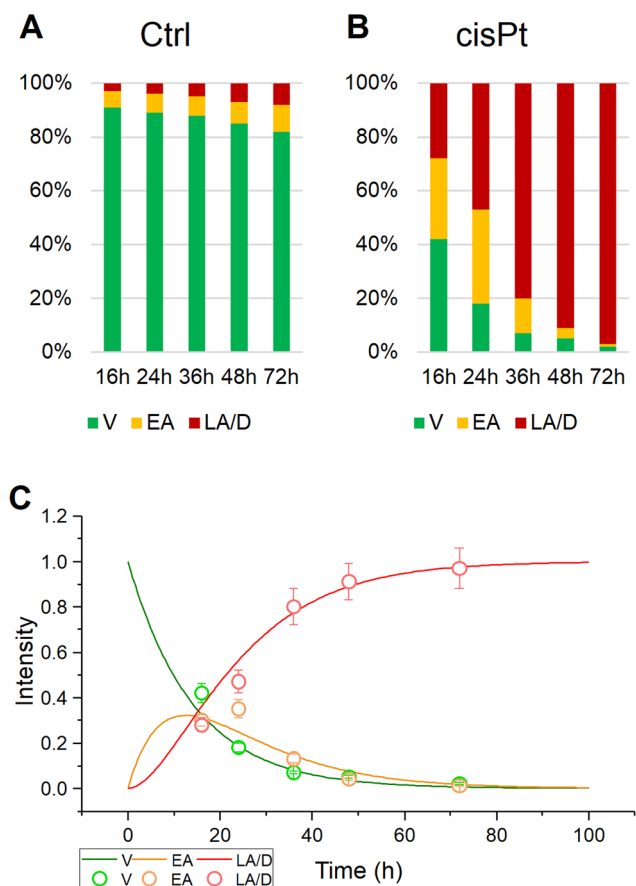 A
Ctrl
100%
80%
60%
40%
20%
0%
16h 24h 36h 48h 72h
V EA LA/D
B
cisPt
100%
80%
60%
40%
20%
0%
16h 24h 36h 48h 72h
V EA LA/D
C
1.2
1.0
0.8
0.6
0.4
0.2
0.0
Intensity
0 20 40 60 80 100
Time (h)
V EA LA/D
V EA LA/D